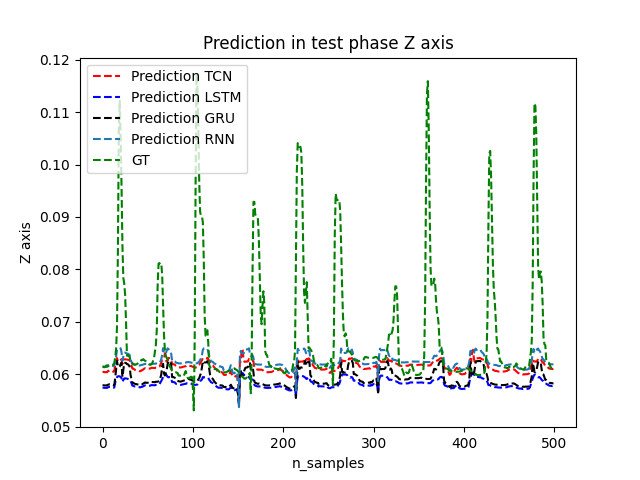 Prediction in test phase Z axis
0.12
0.11
0.10
0.09
0.08
0.07
0.06
0.05
Z axis
Prediction TCN
Prediction LSTM
Prediction GRU
Prediction RNN
GT
0 100 200 300 400 500
n_samples